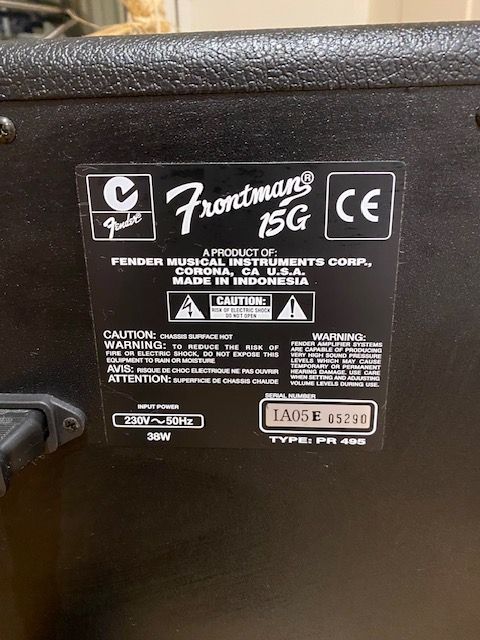 Fender
Frontman®
15G
CE
A PRODUCT OF:
FENDER MUSICAL INSTRUMENTS CORP.,
CORONA, CA U.S.A.
MADE IN INDONESIA
CAUTION:
RISK OF ELECTRIC SHOCK
DO NOT OPEN
CAUTION: CHASSIS SURFACE HOT
WARNING: TO REDUCE THE RISK OF
FIRE OR ELECTRIC SHOCK, DO NOT EXPOSE THIS
EQUIPMENT TO RAIN OR MOISTURE
AVIS: RISQUE DE CHOC ELECTRIQUE NE PAS OUVRIR
ATTENTION: SUPERFICIE DE CHASSIS CHAUDE
WARNING:
FENDER AMPLIFIER SYSTEMS
ARE CAPABLE OF PRODUCING
VERY HIGH SOUND PRESSURE
LEVELS WHICH MAY CAUSE
TEMPORARY OR PERMANENT
HEARING DAMAGE. USE CARE
WHEN SETTING AND ADJUSTING
VOLUME LEVELS DURING USE.
INPUT POWER
230V~50Hz
38W
SERIAL NUMBER
IA05E 05290
TYPE: PR 495